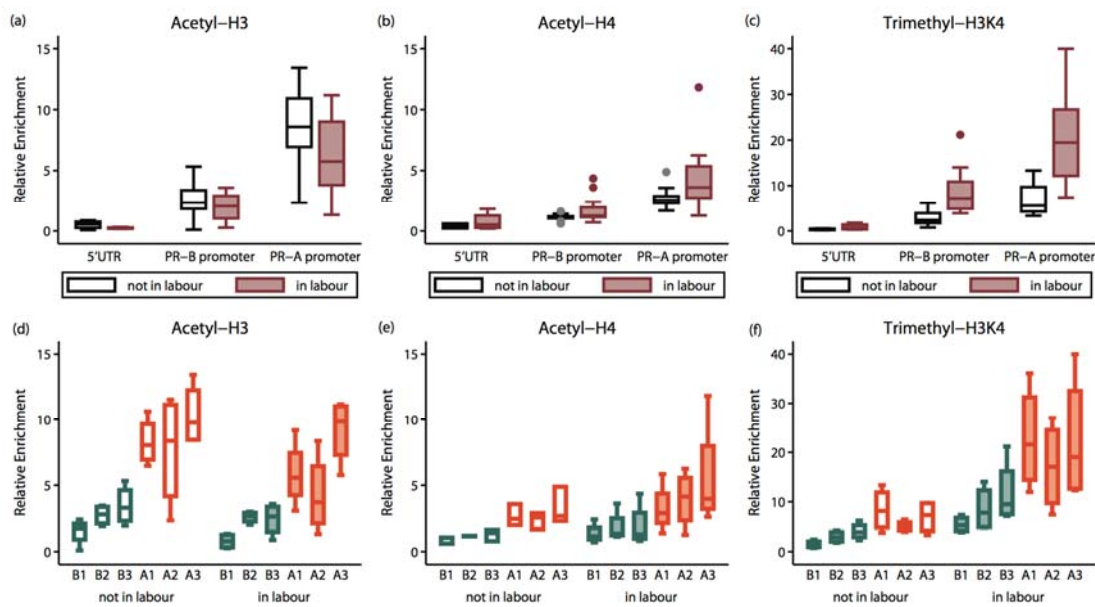 (a) Acetyl–H3
Relative Enrichment
15
10
5
0
5'UTR PR–B promoter PR–A promoter
not in labour in labour
(b) Acetyl–H4
Relative Enrichment
15
10
5
0
5'UTR PR–B promoter PR–A promoter
not in labour in labour
(c) Trimethyl–H3K4
Relative Enrichment
40
30
20
10
0
5'UTR PR–B promoter PR–A promoter
not in labour in labour
(d) Acetyl–H3
Relative Enrichment
15
10
5
0
B1 B2 B3 A1 A2 A3 B1 B2 B3 A1 A2 A3
not in labour in labour
(e) Acetyl–H4
Relative Enrichment
15
10
5
0
B1 B2 B3 A1 A2 A3 B1 B2 B3 A1 A2 A3
not in labour in labour
(f) Trimethyl–H3K4
Relative Enrichment
40
30
20
10
0
B1 B2 B3 A1 A2 A3 B1 B2 B3 A1 A2 A3
not in labour in labour